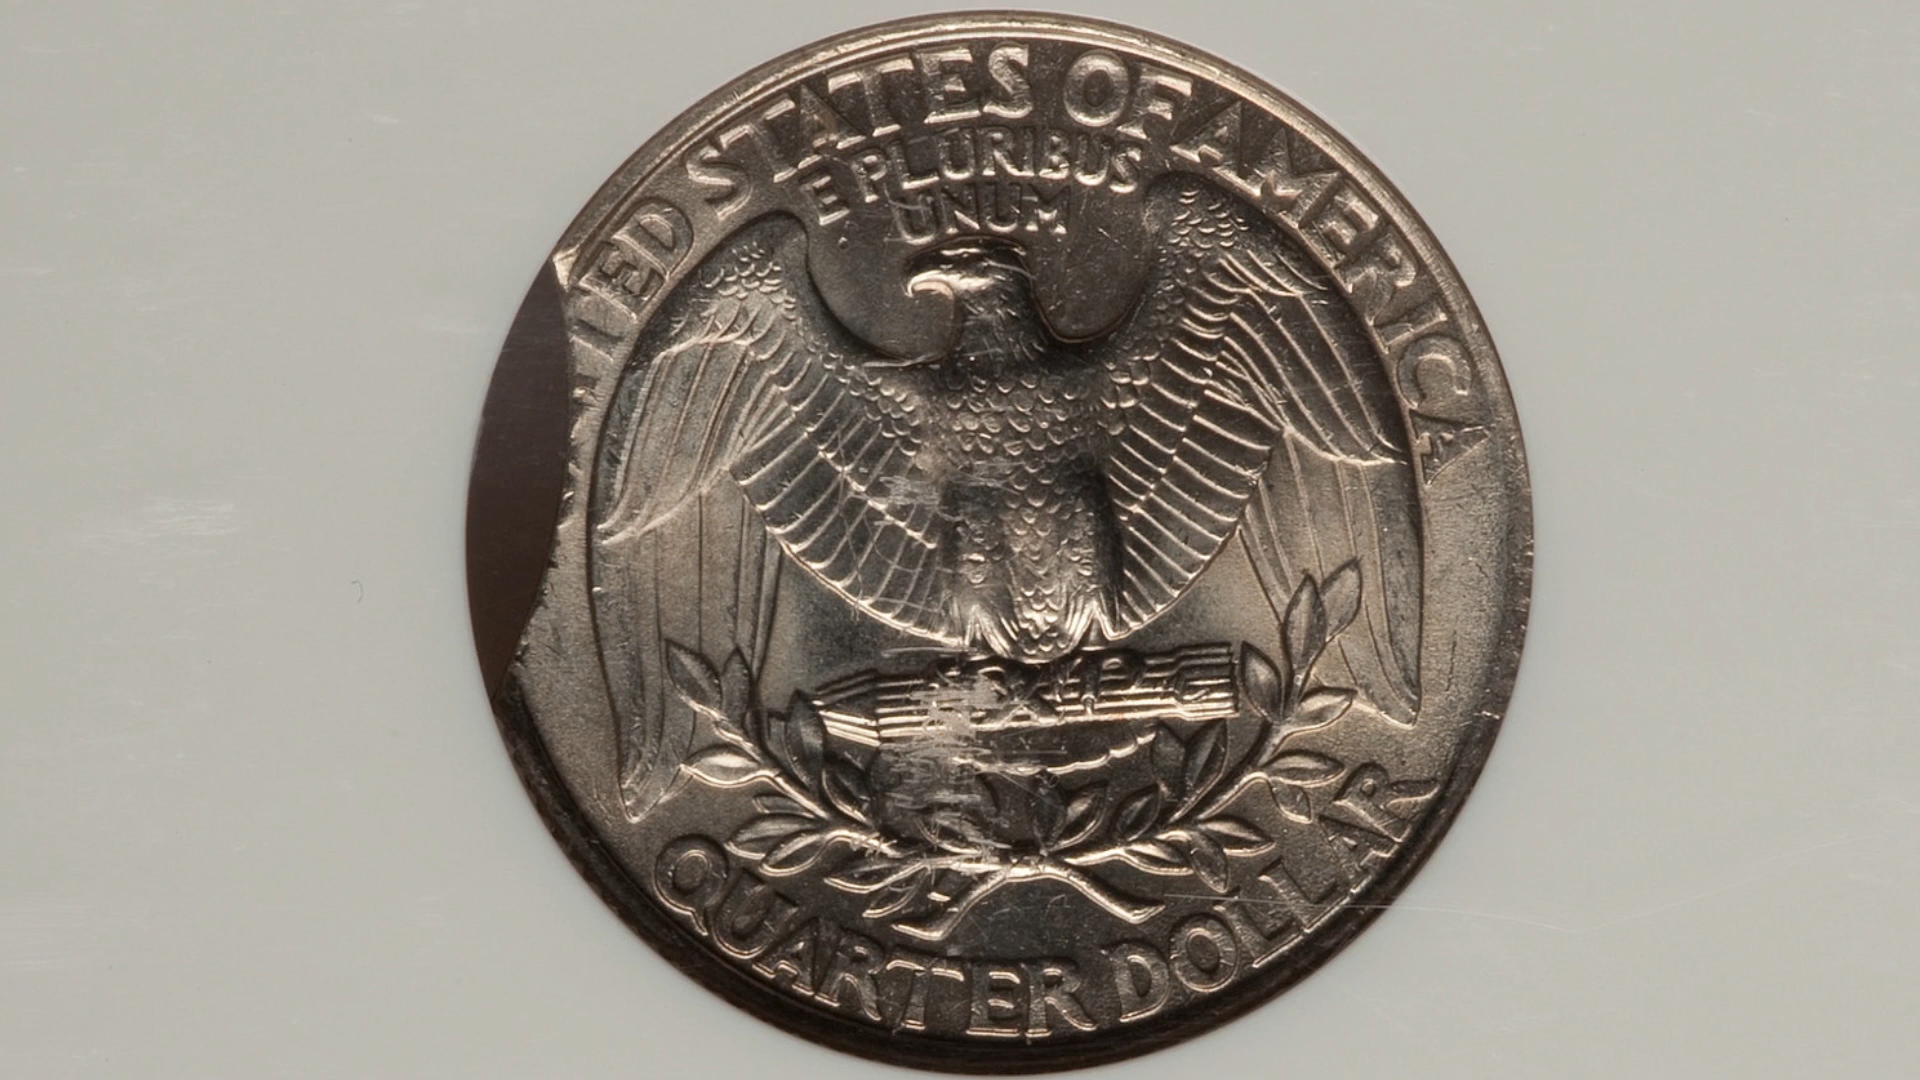 ITED STATES OF AMERICA
E PLURIBUS
UNUM
QUARTER DOLLAR